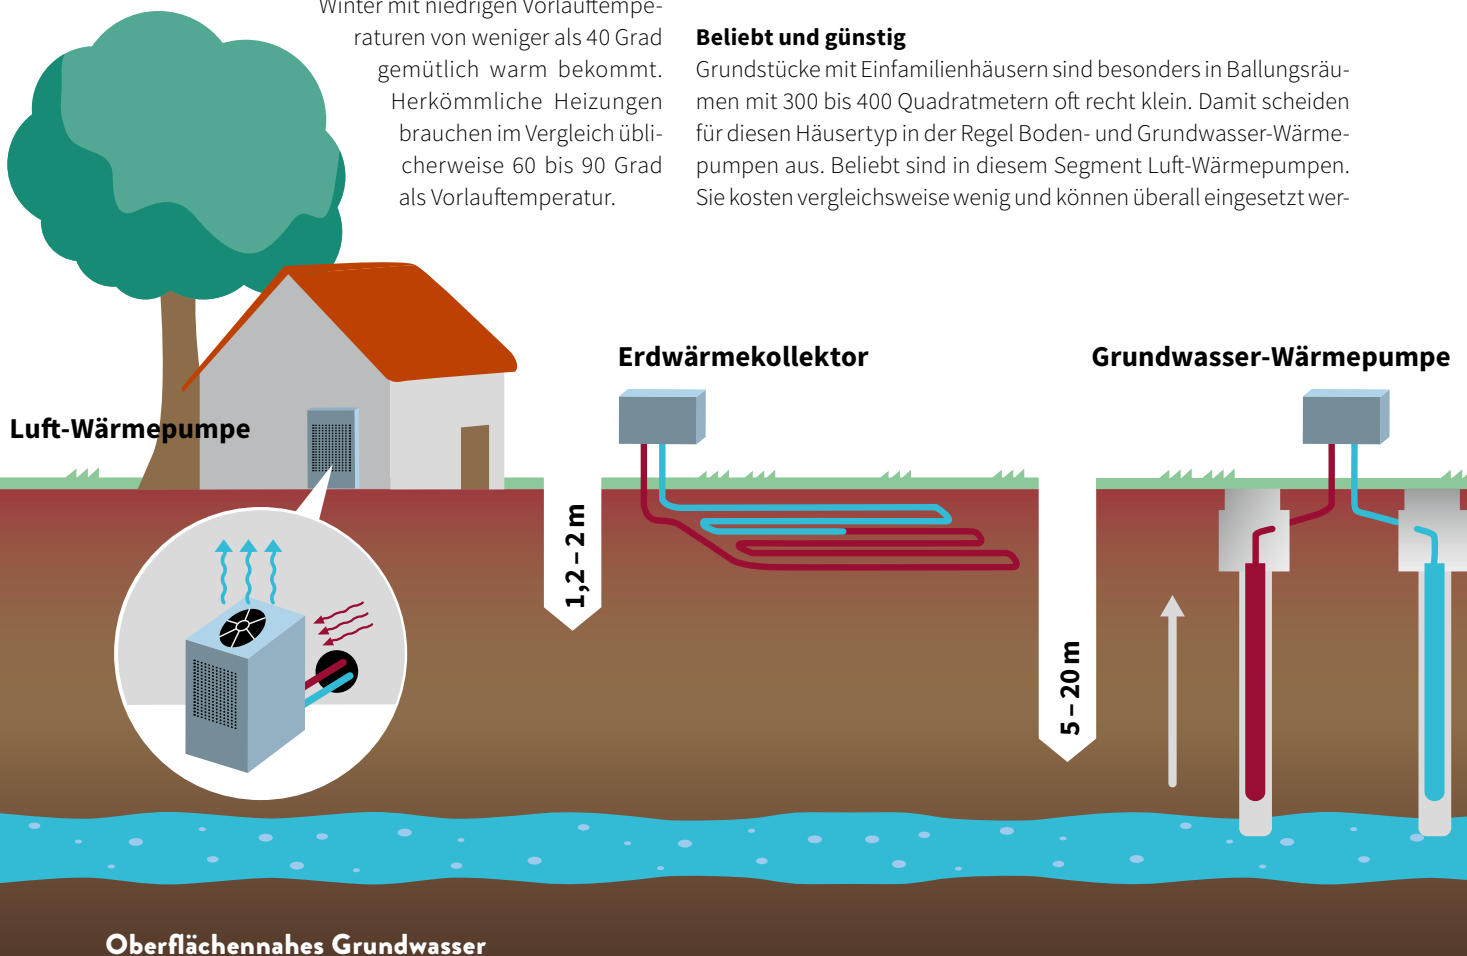 Winter mit niedrigen Vorlauftempe-
raturen von weniger als 40 Grad
gemütlich warm bekommt.
Herkömmliche Heizungen
brauchen im Vergleich übli-
cherweise 60 bis 90 Grad
als Vorlauftemperatur.
Beliebt und günstig
Grundstücke mit Einfamilienhäusern sind besonders in Ballungsräu-
men mit 300 bis 400 Quadratmetern oft recht klein. Damit scheiden
für diesen Häusertyp in der Regel Boden- und Grundwasser-Wärme-
pumpen aus. Beliebt sind in diesem Segment Luft-Wärmepumpen.
Sie kosten vergleichsweise wenig und können überall eingesetzt wer-
Luft-Wärmepumpe
Erdwärmekollektor
Grundwasser-Wärmepumpe
1,2 – 2 m
5 – 20 m
Oberflächennahes Grundwasser